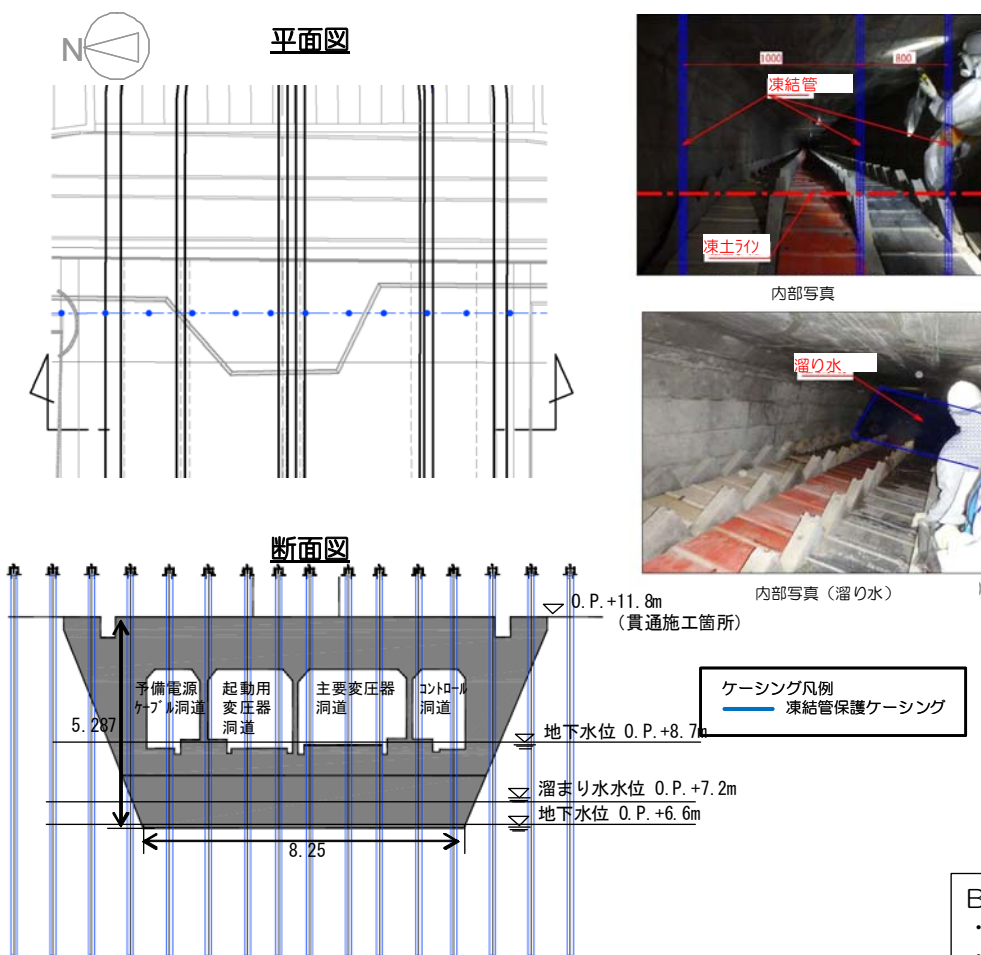 N
平面図
1000
800
凍結管
凍土ライン
内部写真
溜り水
内部写真（溜り水）
断面図
O.P.+11.8m
（貫通施工箇所）
予備電源
ケーブル洞道
起動用
変圧器
洞道
主要変圧器
洞道
コントロール
洞道
5.287
8.25
ケーシング凡例
凍結管保護ケーシング
地下水位 O.P.+8.7m
溜まり水水位 O.P.+7.2m
地下水位 O.P.+6.6m